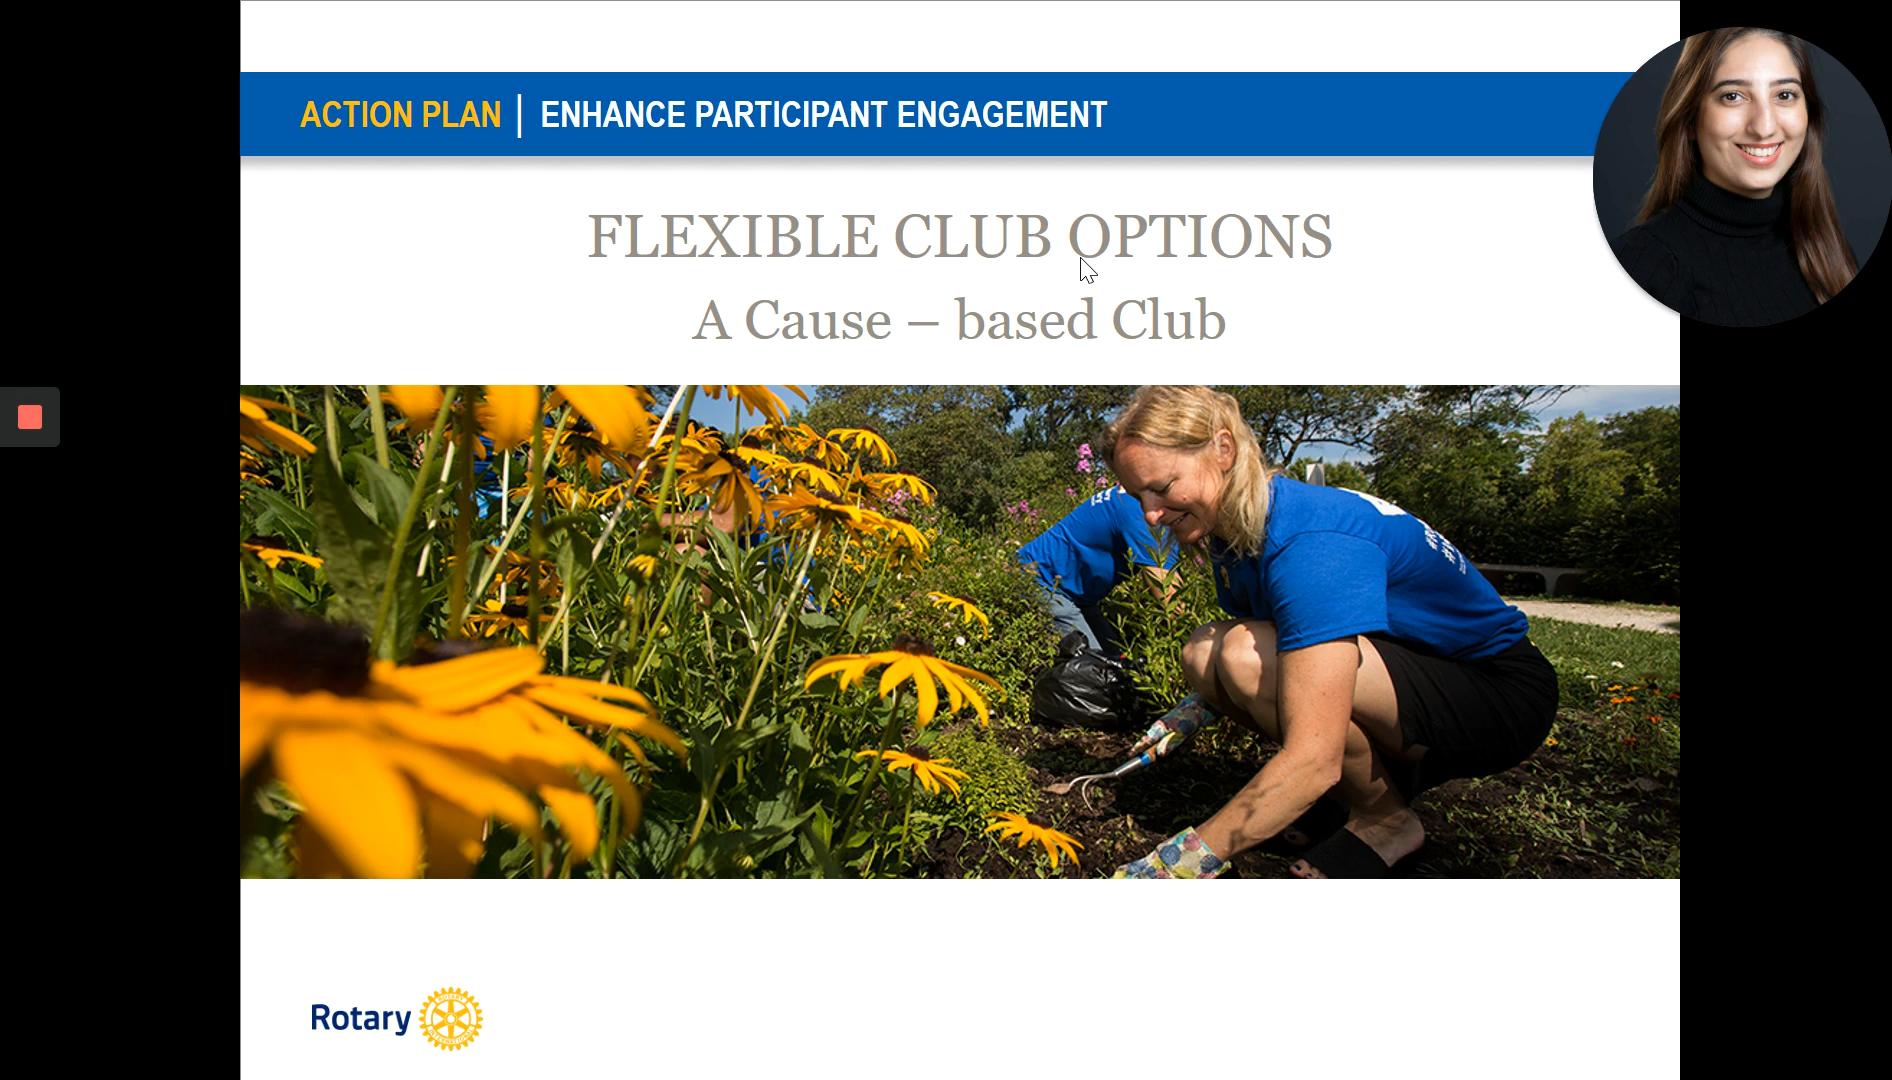 ACTION PLAN | ENHANCE PARTICIPANT ENGAGEMENT
FLEXIBLE CLUB OPTIONS
A Cause – based Club
Rotary